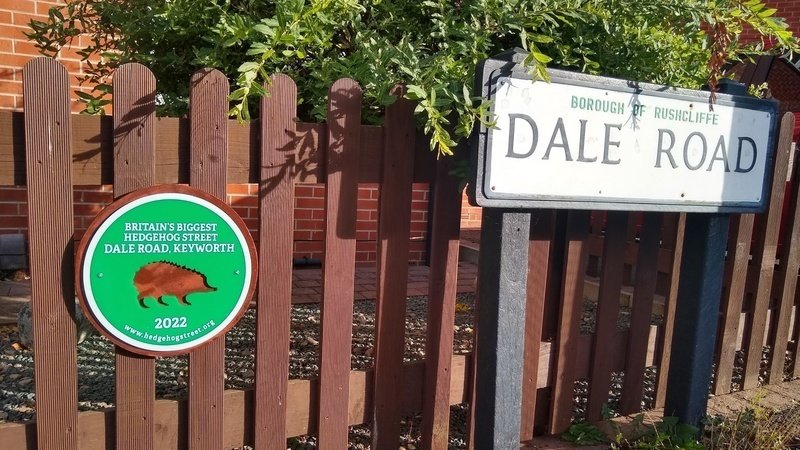 BRITAIN'S BIGGEST
HEDGEHOG STREET
DALE ROAD, KEYWORTH
2022
www.hedgehogstreet.org
BOROUGH OF RUSHCLIFFE
DALE ROAD